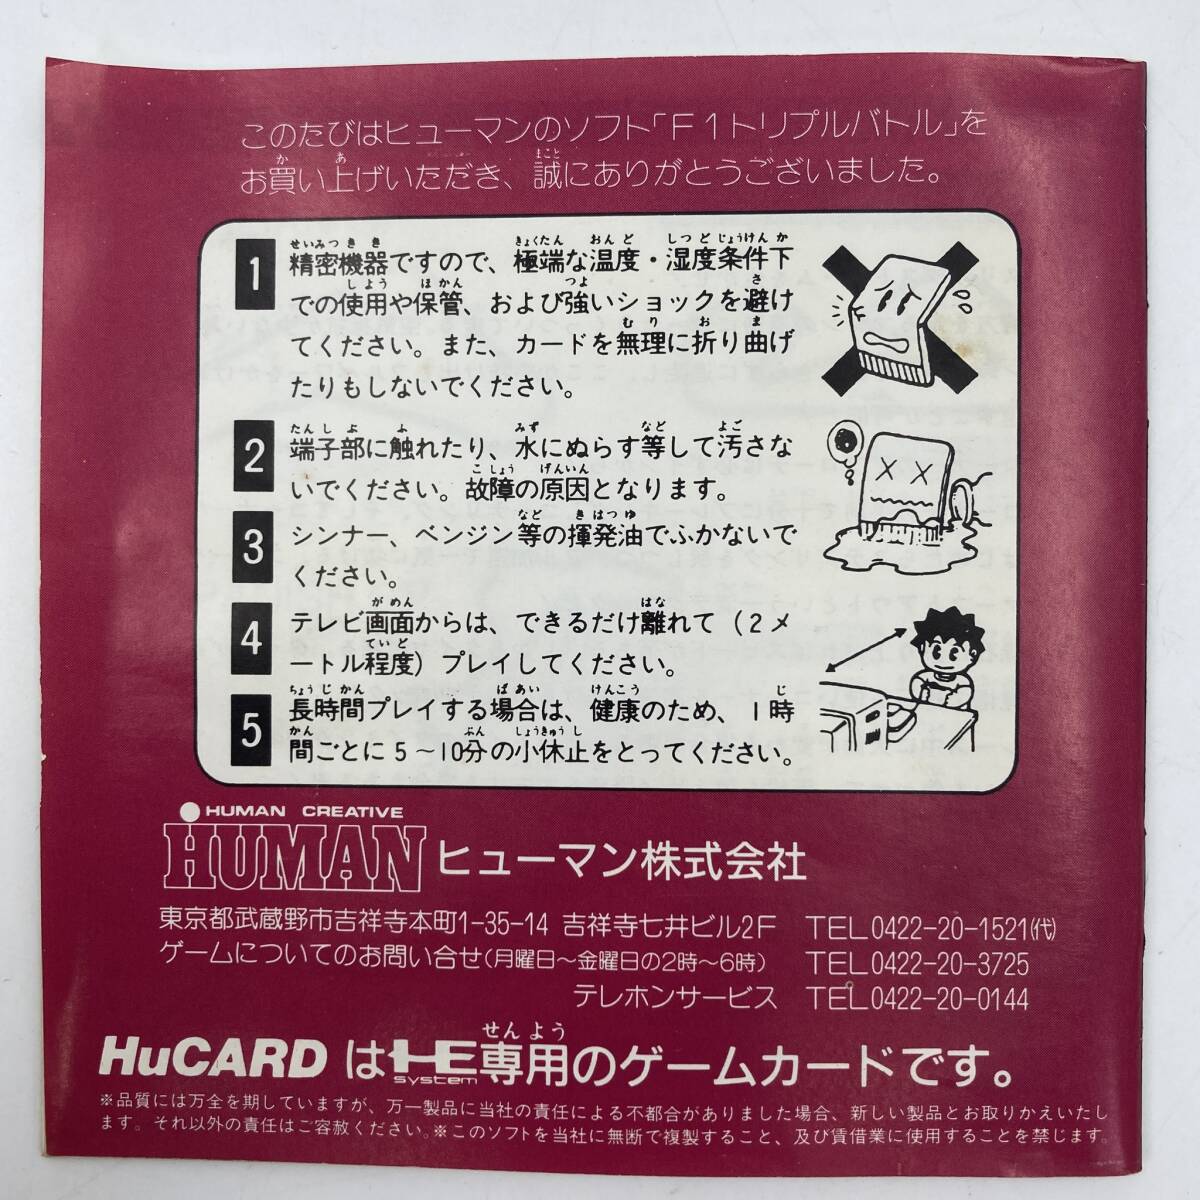 このたびはヒューマンのソフト「F1トリプルバトル」を
お買い上げいただき、誠にありがとうございました。
1 精密機器ですので、極端な温度・湿度条件下
での使用や保管、および強いショックを避け
てください。また、カードを無理に折り曲げ
たりもしないでください。
2 端子部に触れたり、水にぬらす等して汚さな
いでください。故障の原因となります。
3 シンナー、ベンジン等の揮発油でふかないで
ください。
4 テレビ画面からは、できるだけ離れて(2メ
ートル程度)プレイしてください。
5 長時間プレイする場合は、健康のため、1時
間ごとに5〜10分の小休止をとってください。
HUMAN CREATIVE
HUMAN ヒューマン株式会社
東京都武蔵野市吉祥寺本町1-35-14 吉祥寺七井ビル2F TEL0422-20-1521(代)
ゲームについてのお問い合せ(月曜日〜金曜日の2時〜6時) TEL0422-20-3725
テレホンサービス TEL0422-20-0144
HuCARD はHE system専用のゲームカードです。
※品質には万全を期していますが、万一製品に当社の責任による不都合がありました場合、新しい製品とお取りかえいたし
ます。それ以外の責任はご容赦ください。※このソフトを当社に無断で複製すること、及び賃借業に使用することを禁じます。